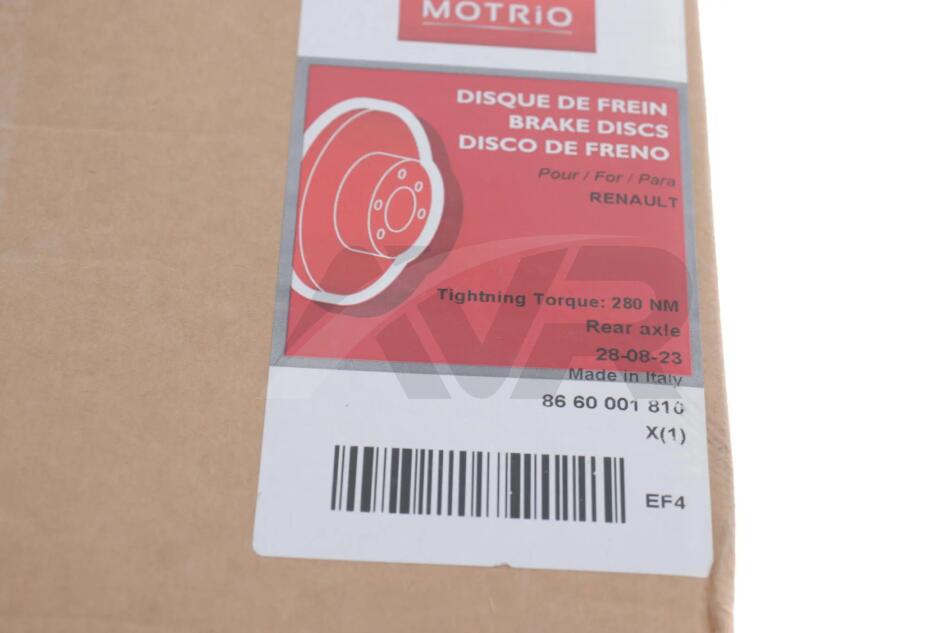 MOTRiO
DISQUE DE FREIN
BRAKE DISCS
DISCO DE FRENO
Pour / For / Para
RENAULT
Tightning Torque: 280 NM
Rear axle
28-08-23
Made in Italy
86 60 001 810
X(1)
EF4
AVR